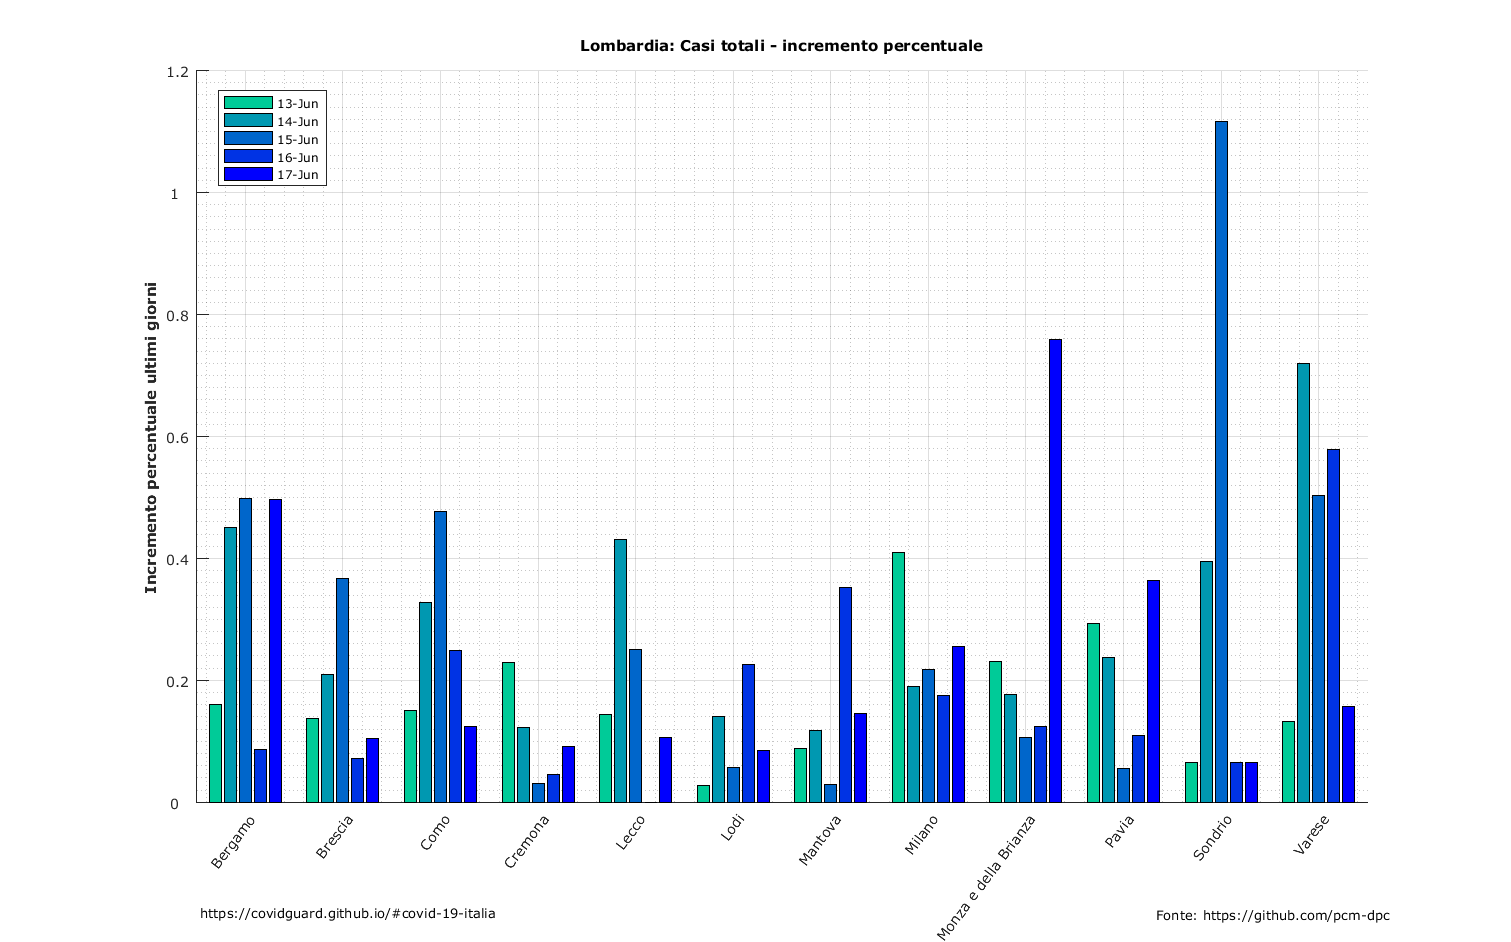 Lombardia: Casi totali - incremento percentuale
Incremento percentuale ultimi giorni
1.2
1
0.8
0.6
0.4
0.2
0
13-Jun
14-Jun
15-Jun
16-Jun
17-Jun
Bergamo
Brescia
Como
Cremona
Lecco
Lodi
Mantova
Milano
Monza e della Brianza
Pavia
Sondrio
Varese
https://covidguard.github.io/#covid-19-italia
Fonte: https://github.com/pcm-dpc